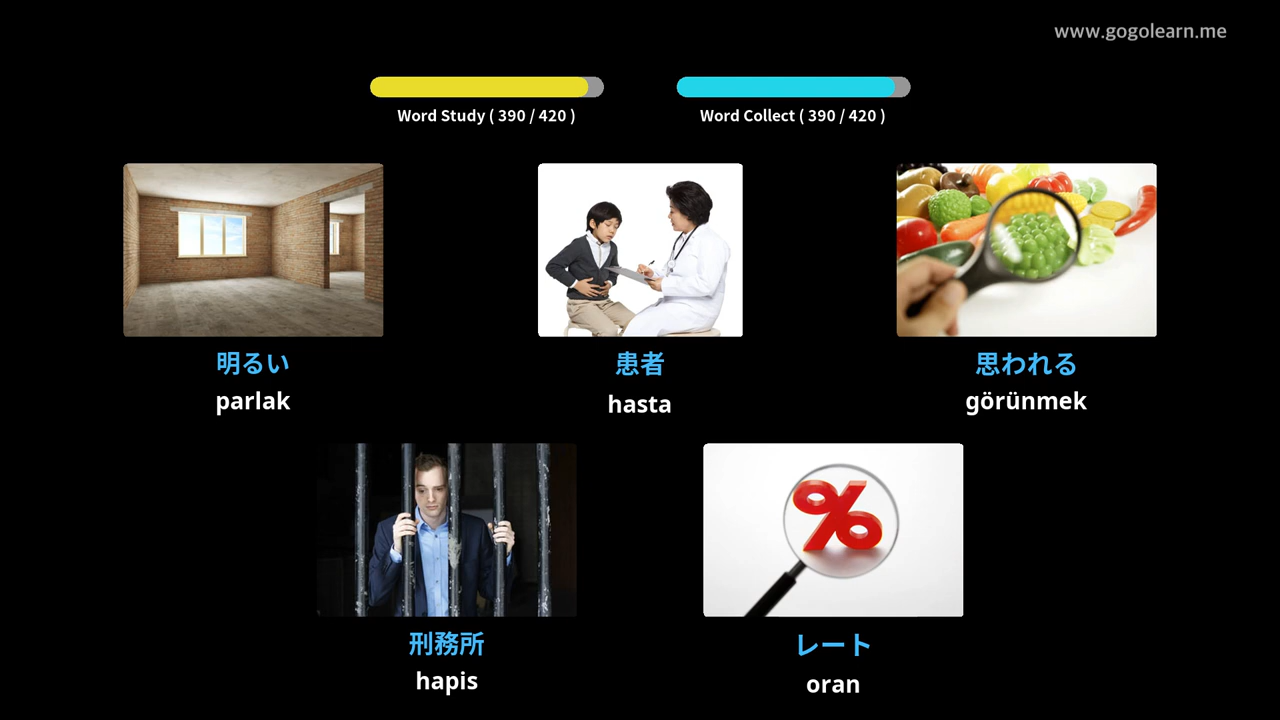 www.gogolearn.me
Word Study ( 390 / 420 )
Word Collect ( 390 / 420 )
明るい
parlak
患者
hasta
思われる
görünmek
刑務所
hapis
レート
oran